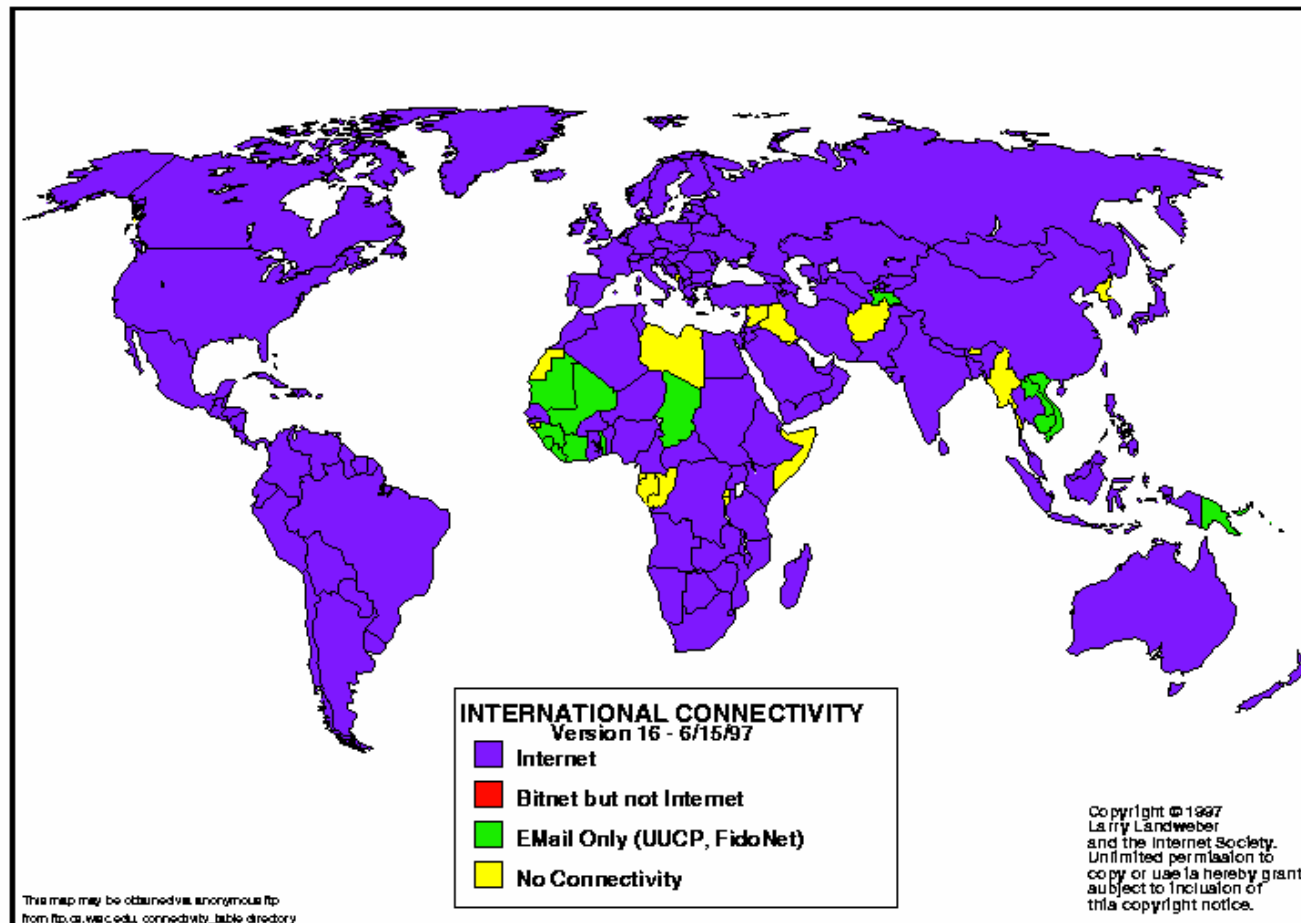 INTERNATIONAL CONNECTIVITY
Version 16 - 6/15/97
Internet
Bitnet but not Internet
EMail Only (UUCP, FidoNet)
No Connectivity
Copyright © 1997
Larry Landweber
and the Internet Society.
Unlimited permission to
copy or use is hereby grant
subject to inclusion of
this copyright notice.
This map may be obtained via anonymous ftp
from ftp.cs.wisc.edu, connectivity_table directory